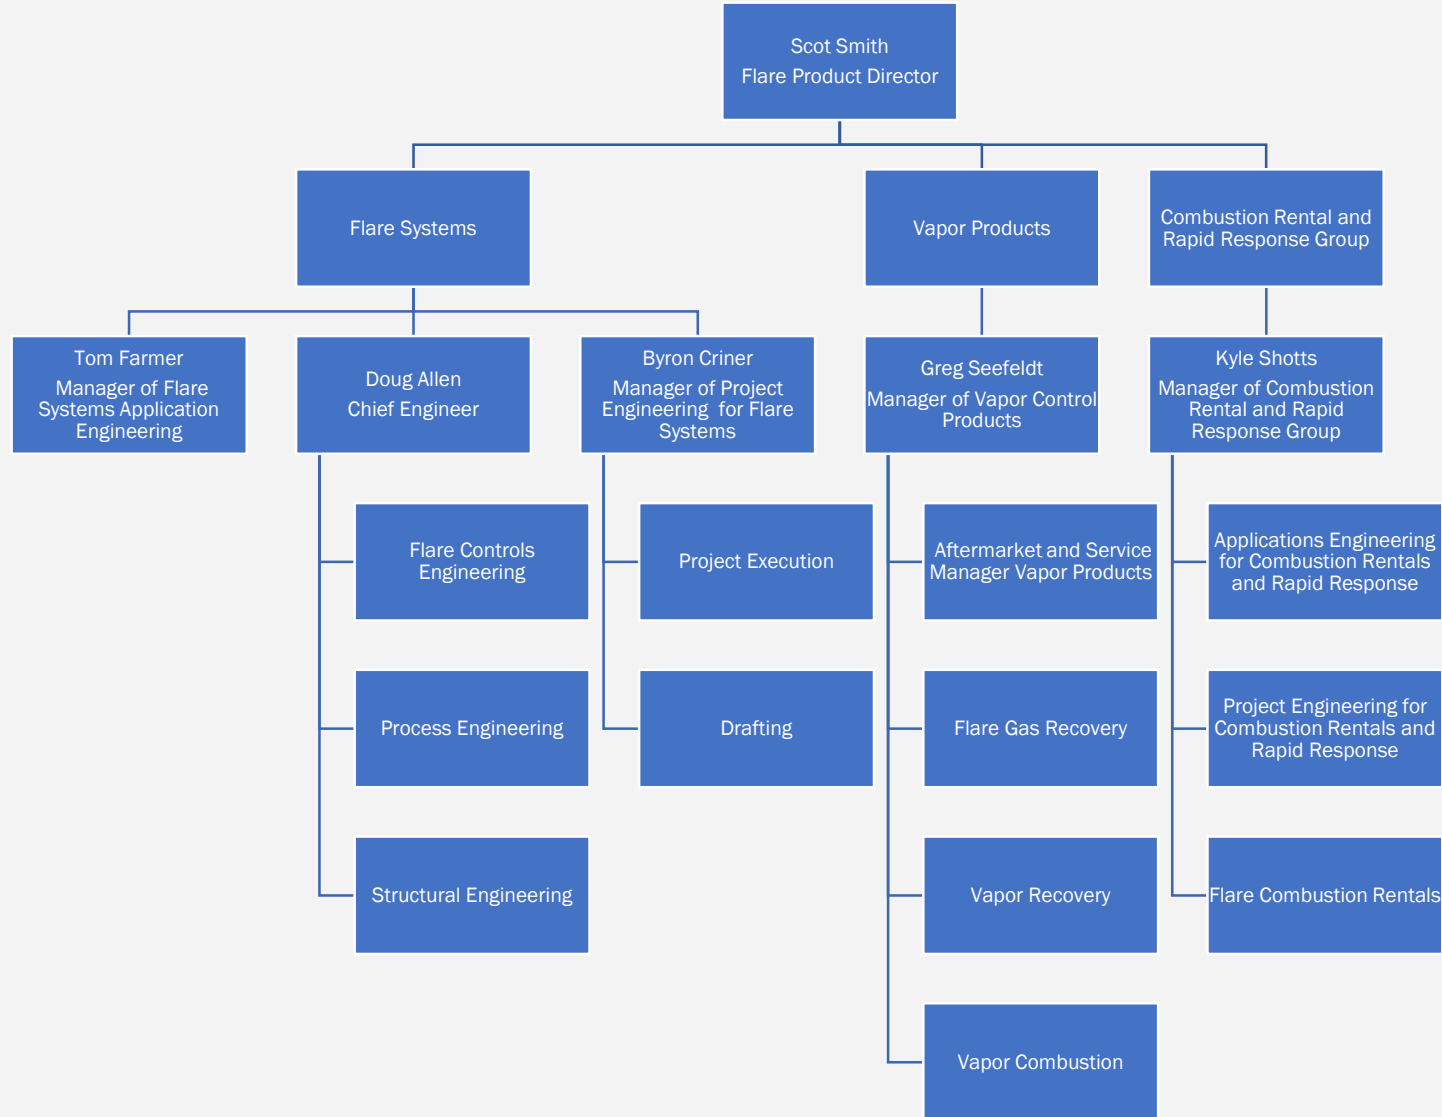 Scot Smith
Flare Product Director
Flare Systems
Vapor Products
Combustion Rental and
Rapid Response Group
Tom Farmer
Manager of Flare
Systems Application
Engineering
Doug Allen
Chief Engineer
Byron Criner
Manager of Project
Engineering for Flare
Systems
Greg Seefeldt
Manager of Vapor Control
Products
Kyle Shotts
Manager of Combustion
Rental and Rapid
Response Group
Flare Controls
Engineering
Project Execution
Aftermarket and Service
Manager Vapor Products
Applications Engineering
for Combustion Rentals
and Rapid Response
Process Engineering
Drafting
Flare Gas Recovery
Project Engineering for
Combustion Rentals and
Rapid Response
Structural Engineering
Vapor Recovery
Flare Combustion Rentals
Vapor Combustion